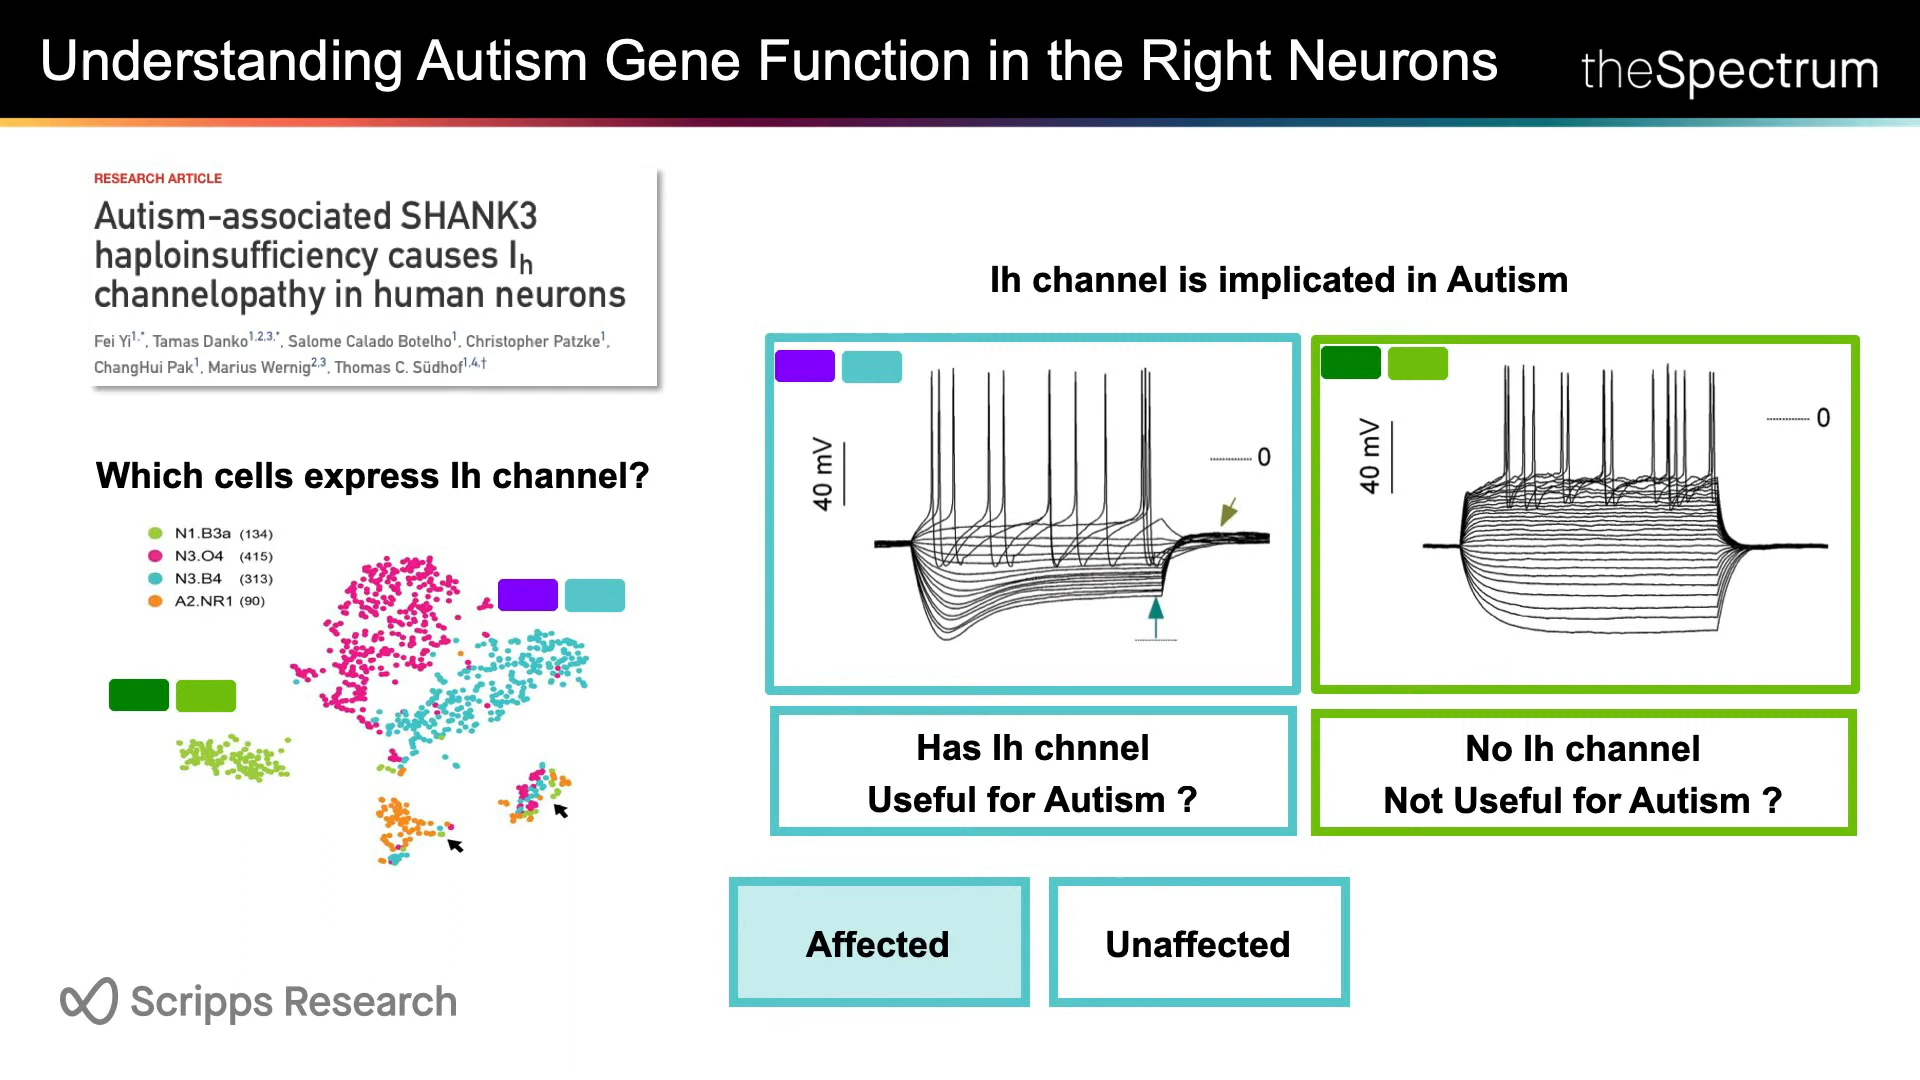 Understanding Autism Gene Function in the Right Neurons
theSpectrum
RESEARCH ARTICLE
Autism-associated SHANK3
haploinsufficiency causes Ih
channelopathy in human neurons
Fei Yi1,*, Tamas Danko1,2,3,*, Salome Calado Botelho1, Christopher Patzke1,
ChangHui Pak1, Marius Wernig2,3, Thomas C. Südhof1,4,†
Which cells express Ih channel?
N1.B3a (134)
N3.O4 (415)
N3.B4 (313)
A2.NR1 (90)
Ih channel is implicated in Autism
40 mV
0
40 mV
0
Has Ih chnnel
Useful for Autism ?
No Ih channel
Not Useful for Autism ?
Affected
Unaffected
Scripps Research